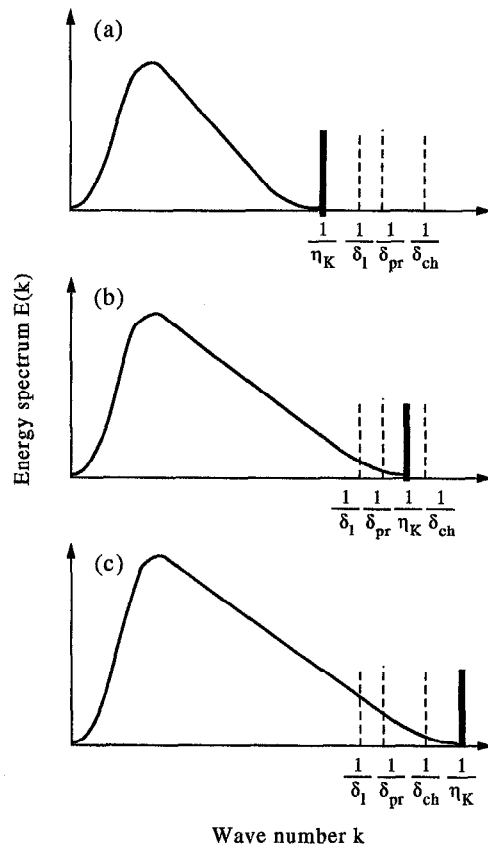 (a)
1/η_K 1/δ_l 1/δ_pr 1/δ_ch
(b)
Energy spectrum E(k)
1/δ_l 1/δ_pr 1/η_K 1/δ_ch
(c)
1/δ_l 1/δ_pr 1/δ_ch 1/η_K
Wave number k